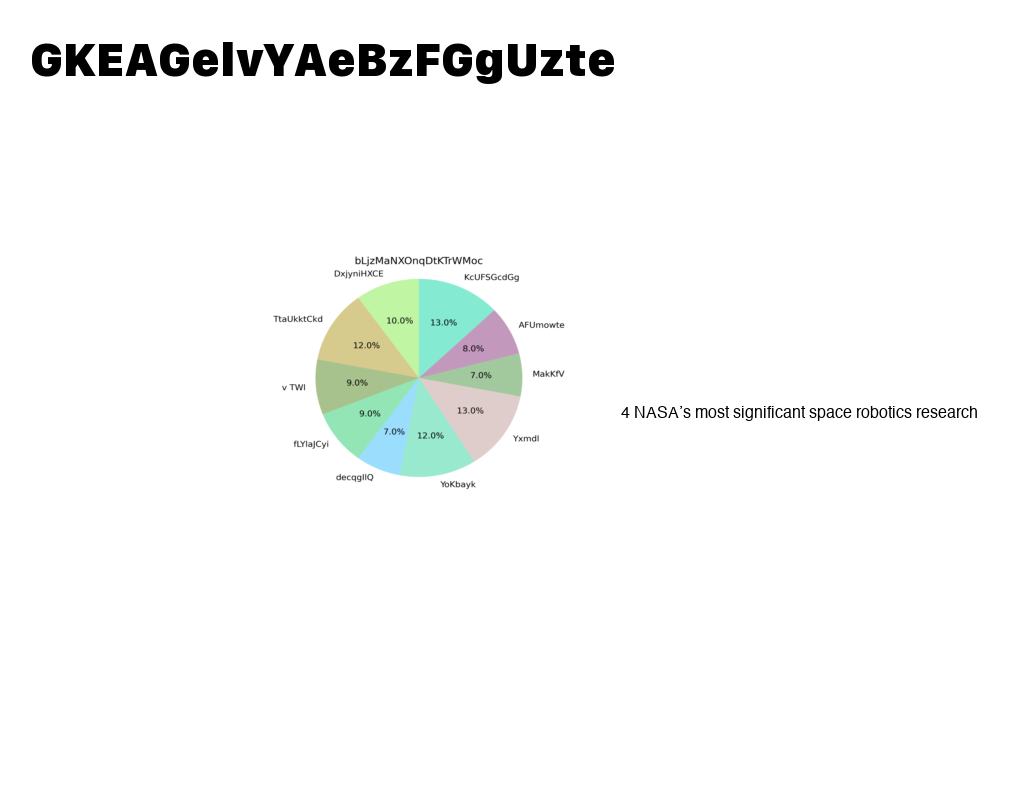 GKEAGelvYAeBzFGgUzte
bLjzMaNXOnqDtKTrWMoc
DxjyniHXCE
KcUFSGcdGg
TtaUkktCkd
AFUmowte
10.0%
13.0%
12.0%
8.0%
v TWl
9.0%
7.0%
MakKfV
9.0%
13.0%
4 NASA’s most significant space robotics research
fLYlaJCyi
7.0%
12.0%
Yxmdl
decqgllQ
YoKbayk